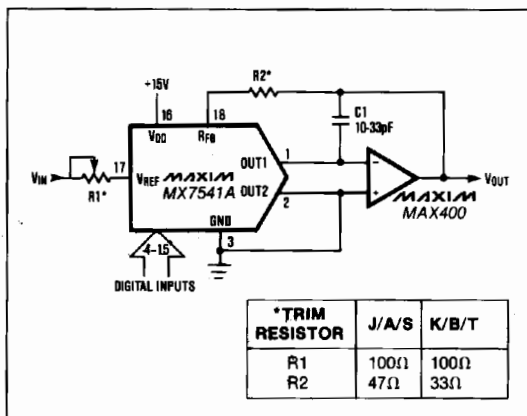 +15V
R2*
16
18
C1
10-33pF
VDD
RFB
VIN
R1*
17
VREF
MAXIM
MX7541A
OUT1
1
OUT2
2
GND
3
4-15
DIGITAL INPUTS
-
+
VOUT
MAXIM
MAX400
*TRIM RESISTOR J/A/S K/B/T
R1 100Ω 100Ω
R2 47Ω 33Ω